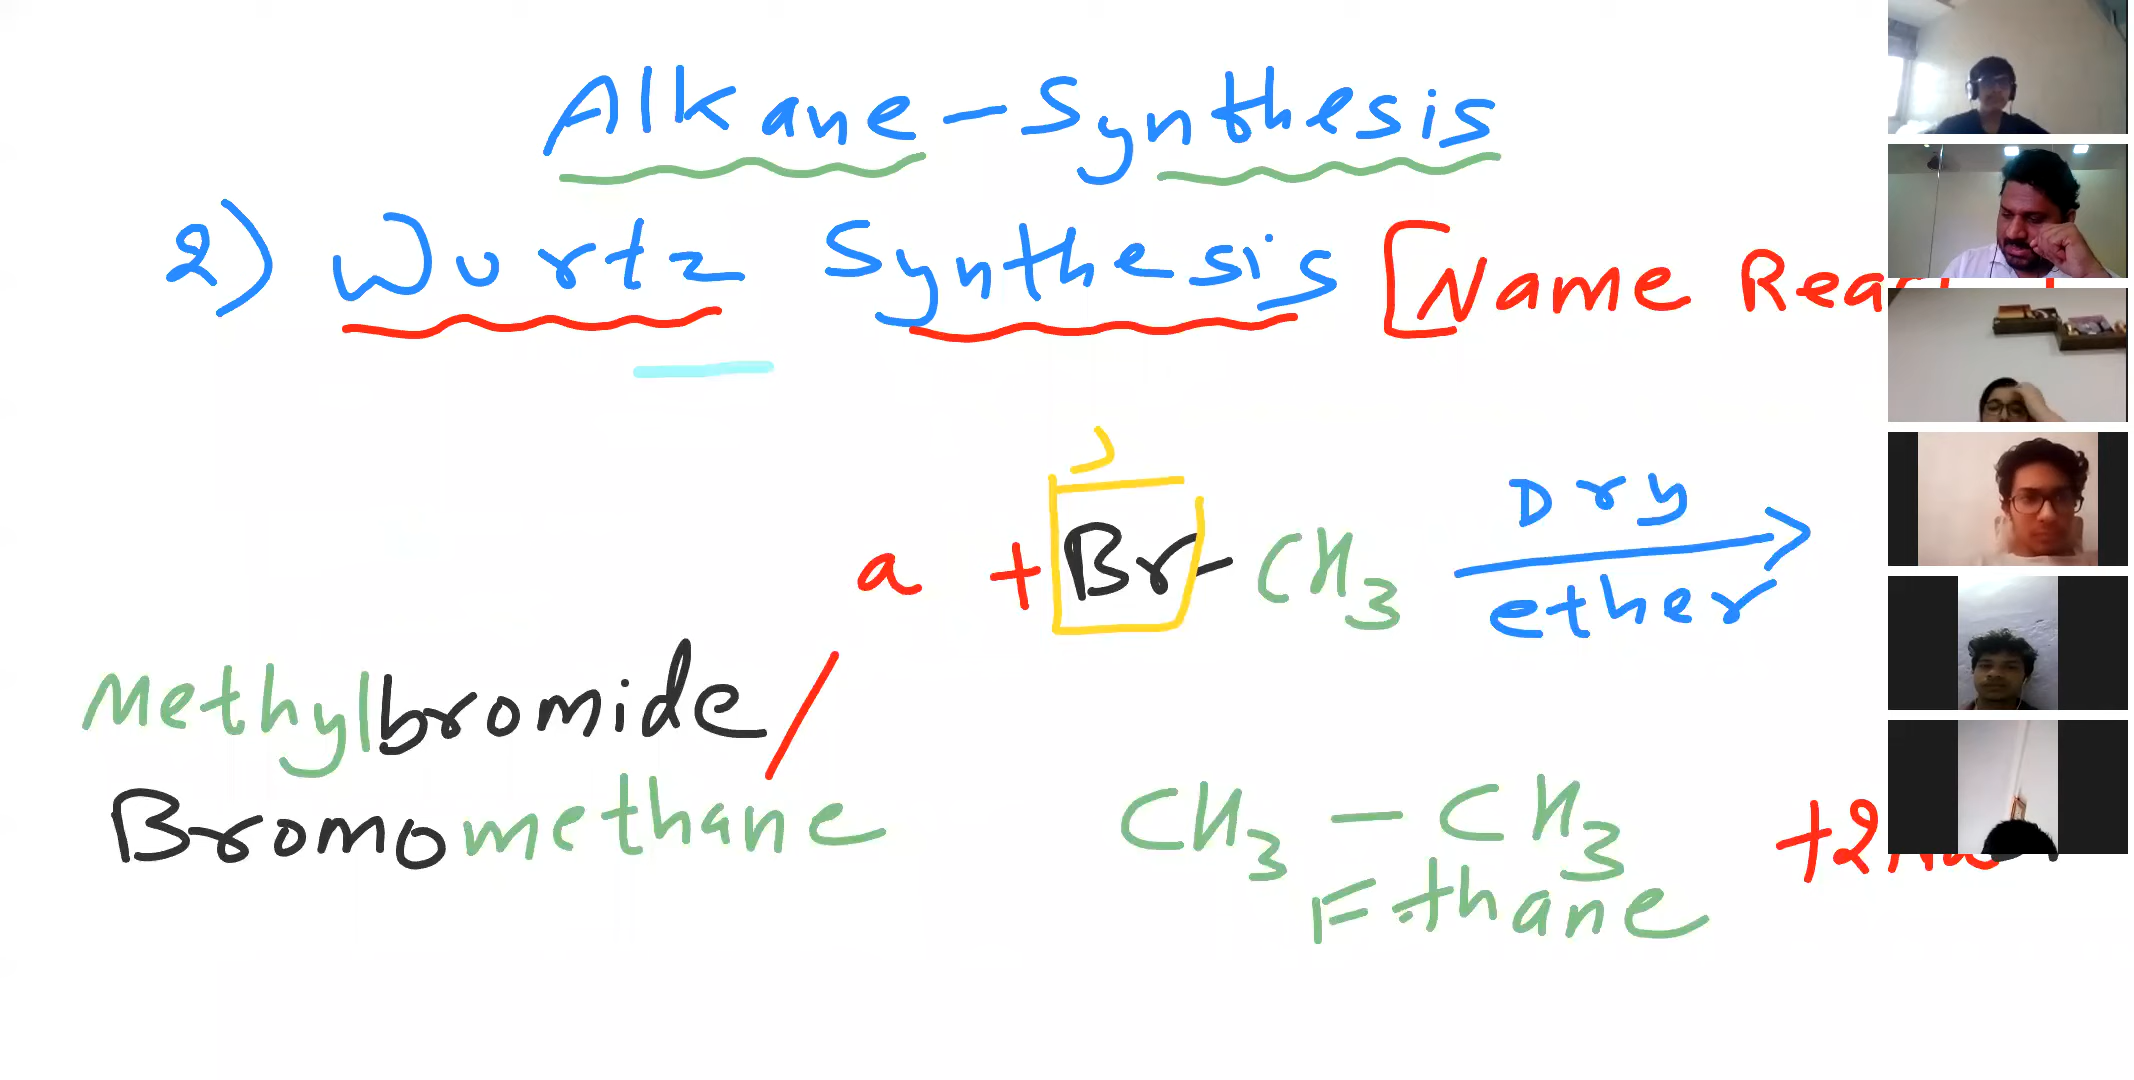 Alkane - Synthesis
2) Wurtz Synthesis [Name Rea
a + Br - CH3 Dry ether
Methylbromide /
Bromomethane
CH3 - CH3 +2
Ethane